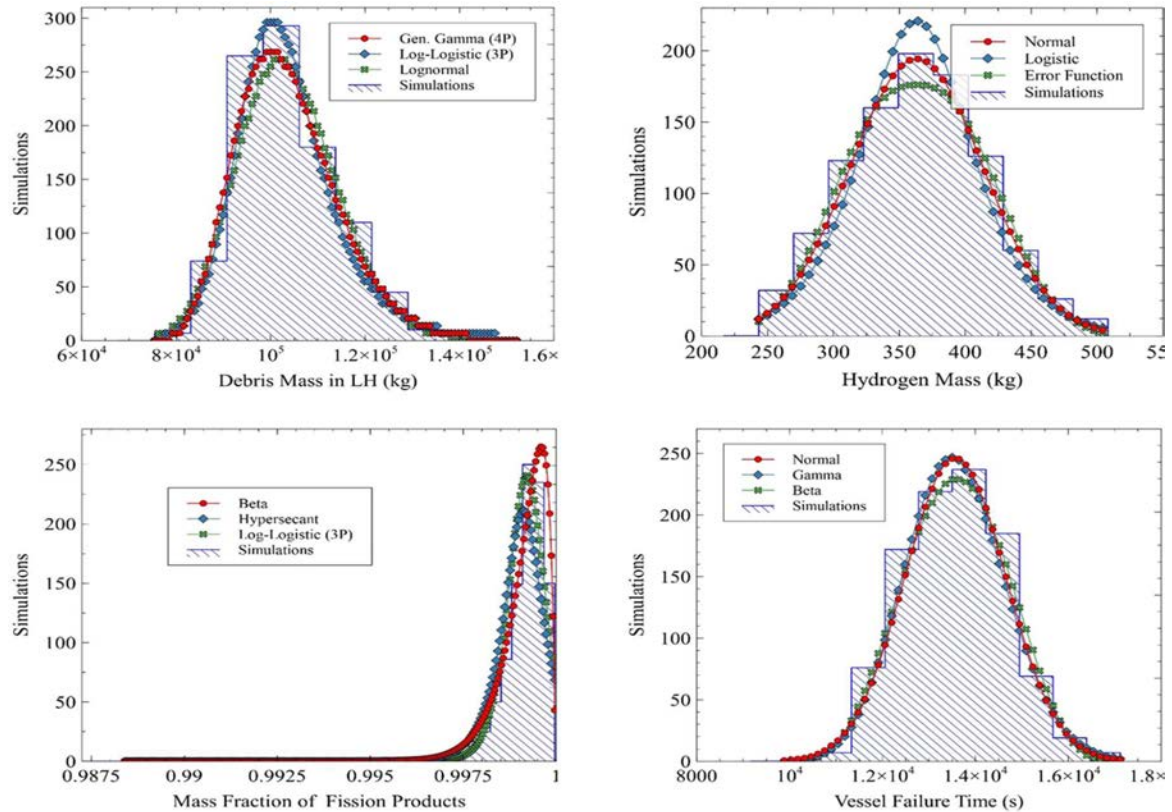 300
250
200
150
100
50
0
Simulations
Gen. Gamma (4P)
Log-Logistic (3P)
Lognormal
Simulations
6×10⁴ 8×10⁴ 10⁵ 1.2×10⁵ 1.4×10⁵ 1.6×
Debris Mass in LH (kg)
200
150
100
50
0
Simulations
Normal
Logistic
Error Function
Simulations
200 250 300 350 400 450 500 55
Hydrogen Mass (kg)
250
200
150
100
50
0
Simulations
Beta
Hypersecant
Log-Logistic (3P)
Simulations
0.9875 0.99 0.9925 0.995 0.9975 1
Mass Fraction of Fission Products
250
200
150
100
50
0
Simulations
Normal
Gamma
Beta
Simulations
8000 10⁴ 1.2×10⁴ 1.4×10⁴ 1.6×10⁴ 18
Vessel Failure Time (s)